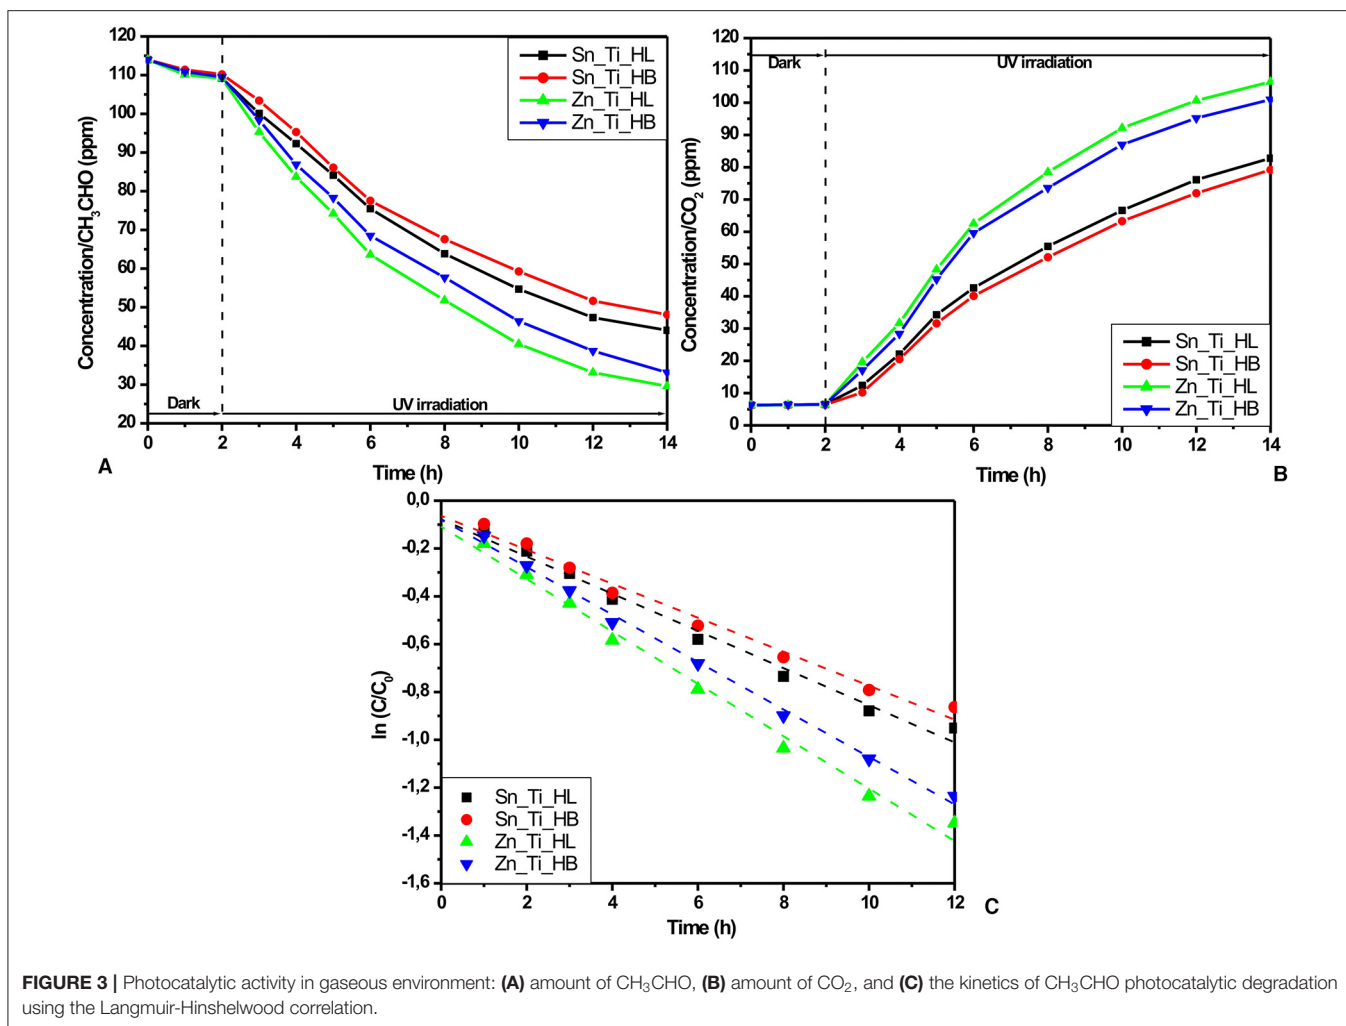 120
110
100
90
80
70
60
50
40
30
20
Concentration/CH₃CHO (ppm)
Sn_Ti_HL
Sn_Ti_HB
Zn_Ti_HL
Zn_Ti_HB
Dark
UV irradiation
0 2 4 6 8 10 12 14
Time (h)
A
120
110
100
90
80
70
60
50
40
30
20
10
0
Concentration/CO₂ (ppm)
Dark
UV irradiation
Sn_Ti_HL
Sn_Ti_HB
Zn_Ti_HL
Zn_Ti_HB
0 2 4 6 8 10 12 14
Time (h)
B
0,0
-0,2
-0,4
-0,6
-0,8
-1,0
-1,2
-1,4
-1,6
ln (C/C₀)
Sn_Ti_HL
Sn_Ti_HB
Zn_Ti_HL
Zn_Ti_HB
0 2 4 6 8 10 12
Time (h)
C
FIGURE 3 | Photocatalytic activity in gaseous environment: (A) amount of CH₃CHO, (B) amount of CO₂, and (C) the kinetics of CH₃CHO photocatalytic degradation
using the Langmuir-Hinshelwood correlation.